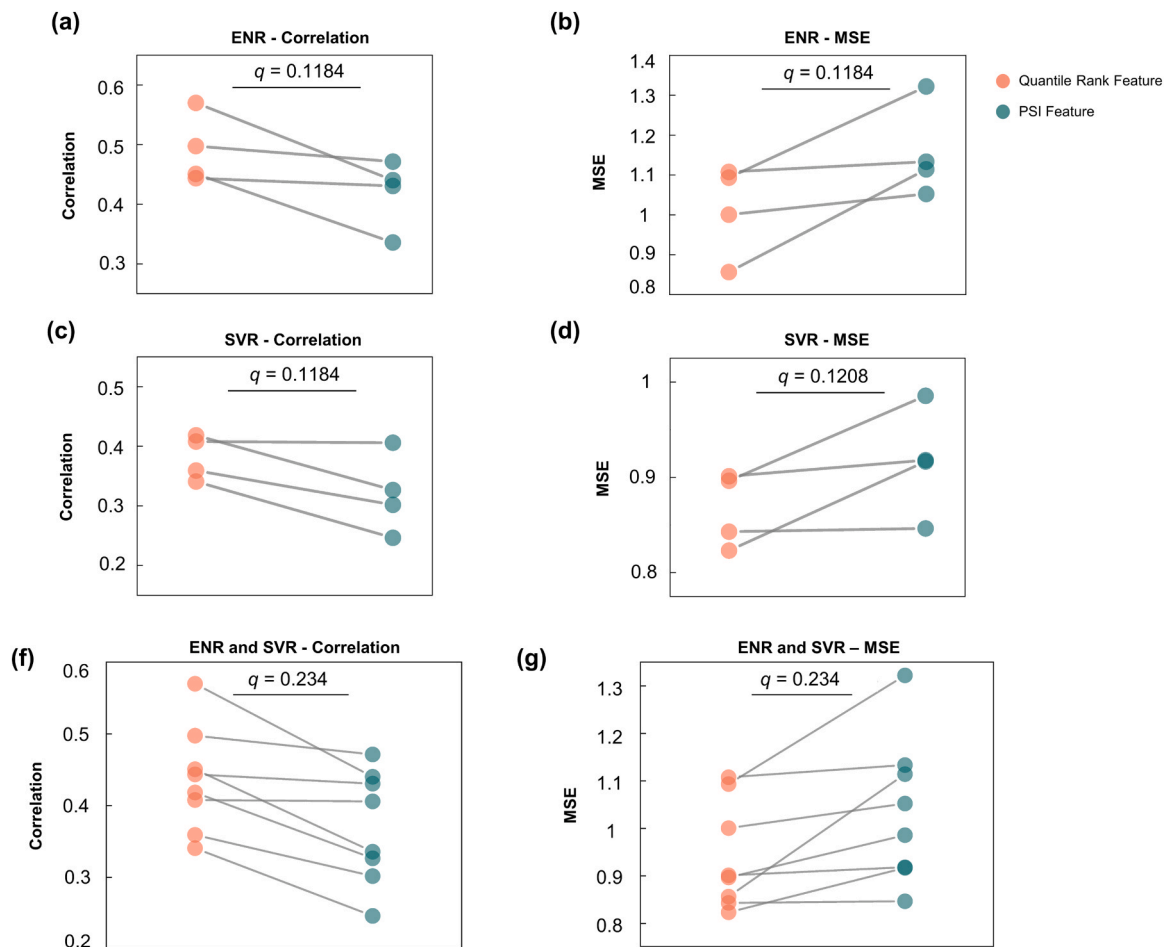 (a)
ENR - Correlation
q = 0.1184
0.6
0.5
0.4
0.3
Correlation
(b)
ENR - MSE
q = 0.1184
1.4
1.3
1.2
1.1
1
0.9
0.8
MSE
Quantile Rank Feature
PSI Feature
(c)
SVR - Correlation
q = 0.1184
0.5
0.4
0.3
0.2
Correlation
(d)
SVR - MSE
q = 0.1208
1
0.9
0.8
MSE
(f)
ENR and SVR - Correlation
q = 0.234
0.6
0.5
0.4
0.3
0.2
Correlation
(g)
ENR and SVR – MSE
q = 0.234
1.3
1.2
1.1
1
0.9
0.8
MSE